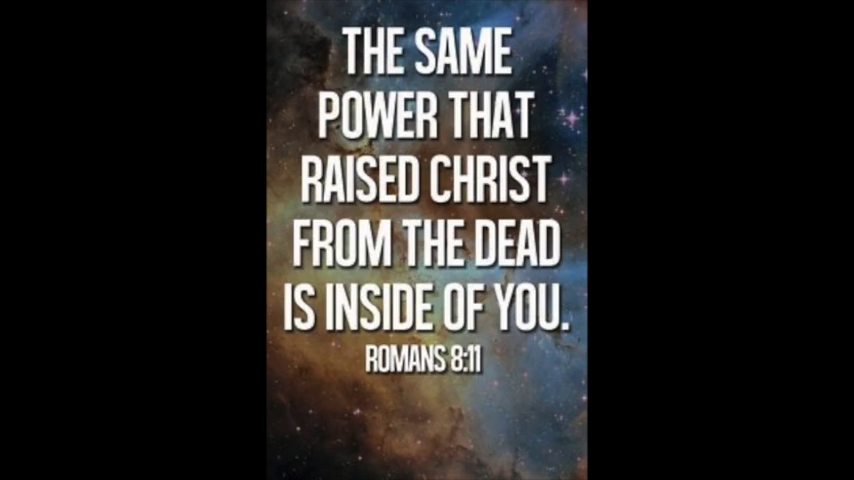 THE SAME
POWER THAT
RAISED CHRIST
FROM THE DEAD
IS INSIDE OF YOU.
ROMANS 8:11